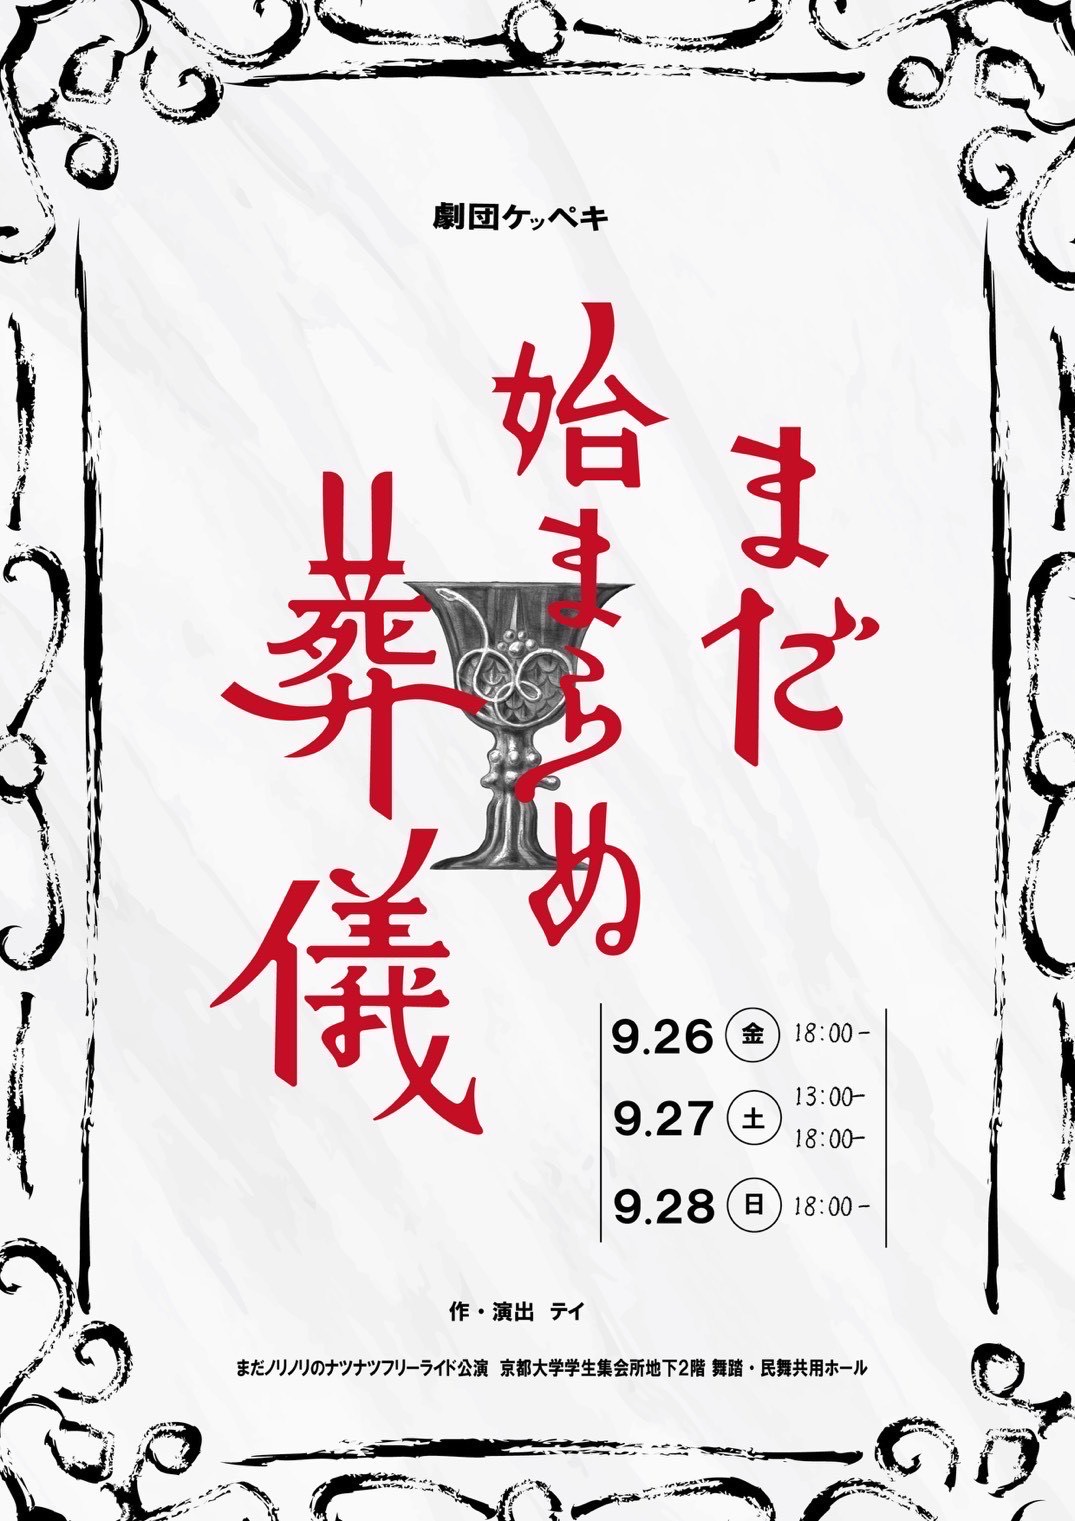 劇団ケッペキ
まだ
始まらぬ
葬儀
9.26 金 18:00-
9.27 土 13:00-
18:00-
9.28 日 18:00-
作・演出 テイ
まだノリノリのナツナツフリーライド公演 京都大学学生集会所地下2階 舞踏・民舞共用ホール